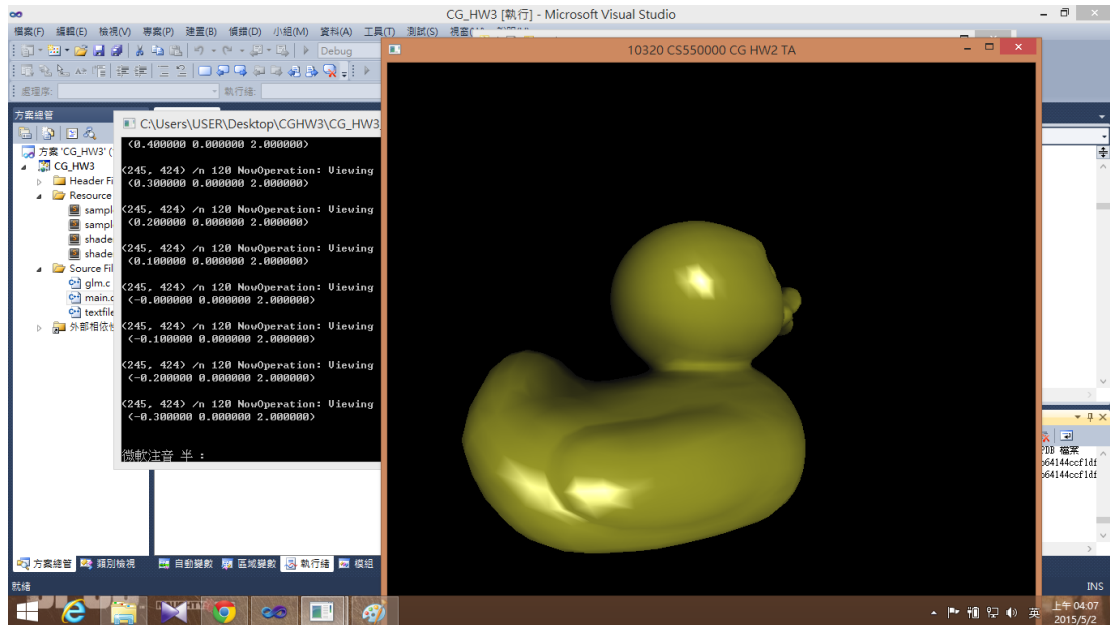 CG_HW3 [執行] - Microsoft Visual Studio
檔案(F) 編輯(E) 檢視(V) 專案(P) 建置(B) 偵錯(D) 小組(M) 資料(A) 工具(T) 測試(S)
Debug
10320 CS550000 CG HW2 TA
處理序:
執行緒:
方案總管
方案 'CG_HW3' (
CG_HW3
Header Fi
Resource
sampl
sampl
shade
shade
Source Fil
glm.c
main.c
textfile
外部相依性
C:\Users\USER\Desktop\CGHW3\CG_HW3
(0.400000 0.000000 2.000000)
(245, 424) /n 120 NowOperation: Viewing
(0.300000 0.000000 2.000000)
(245, 424) /n 120 NowOperation: Viewing
(0.200000 0.000000 2.000000)
(245, 424) /n 120 NowOperation: Viewing
(0.100000 0.000000 2.000000)
(245, 424) /n 120 NowOperation: Viewing
(-0.000000 0.000000 2.000000)
(245, 424) /n 120 NowOperation: Viewing
(-0.100000 0.000000 2.000000)
(245, 424) /n 120 NowOperation: Viewing
(-0.200000 0.000000 2.000000)
(245, 424) /n 120 NowOperation: Viewing
(-0.300000 0.000000 2.000000)
微軟注音 半 :
PDB 檔案
b64144ccf1df
b64144ccf1df
方案總管 類別檢視
自動變數 區域變數 執行緒 模組
就緒
INS
英
上午 04:07
2015/5/2